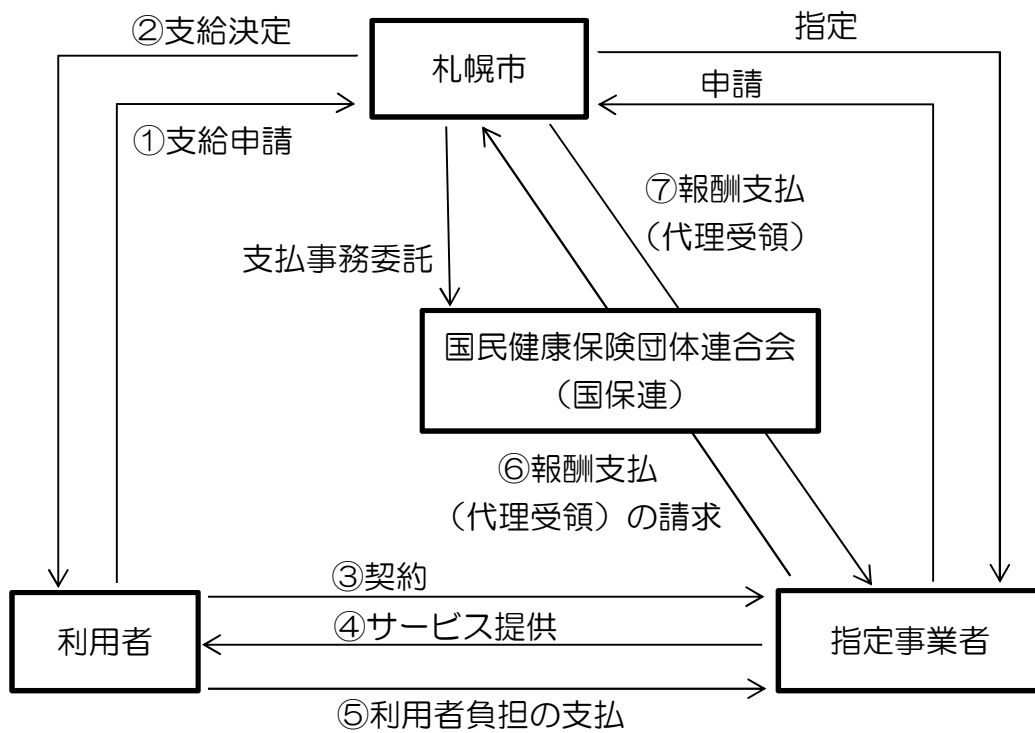 ②支給決定
札幌市
指定
申請
①支給申請
⑦報酬支払
（代理受領）
支払事務委託
国民健康保険団体連合会
（国保連）
⑥報酬支払
（代理受領）の請求
③契約
利用者
④サービス提供
指定事業者
⑤利用者負担の支払